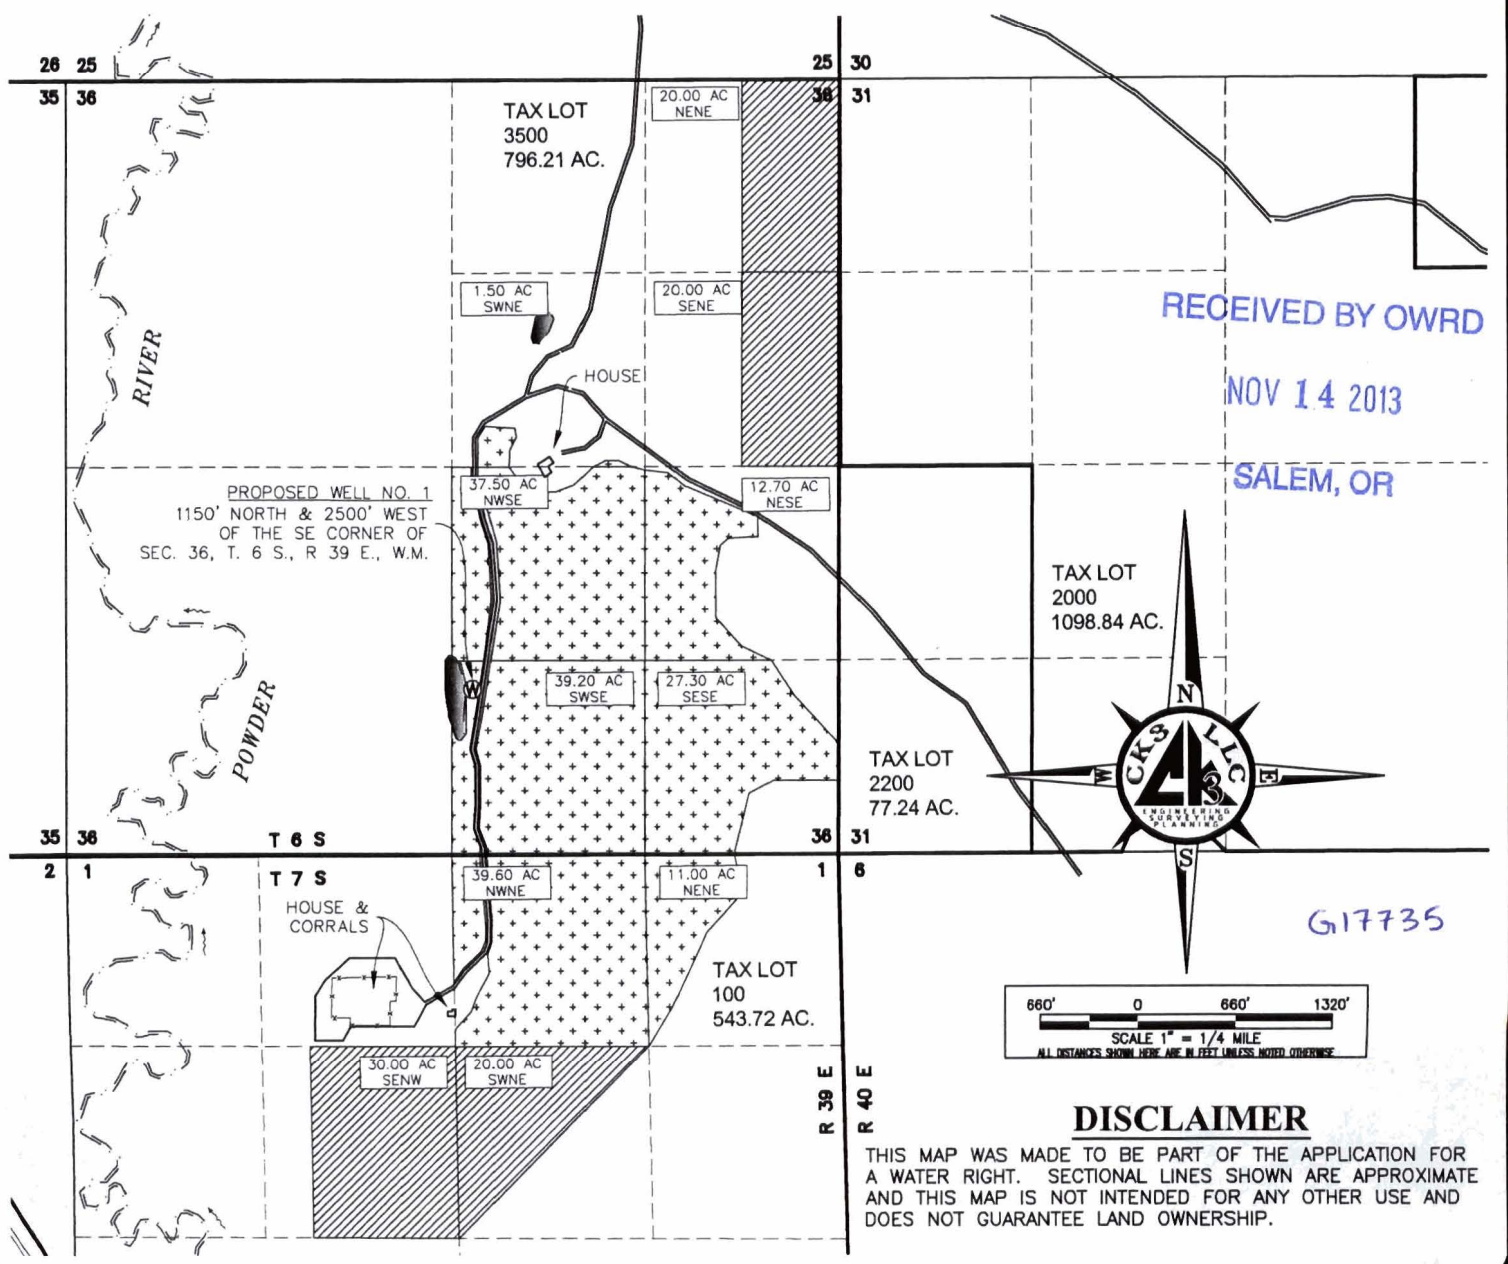 26 25
25 30
35 36
36 31
TAX LOT
3500
796.21 AC.
20.00 AC
NENE
1.50 AC
SWNE
20.00 AC
SENE
RECEIVED BY OWRD
NOV 14 2013
SALEM, OR
RIVER
HOUSE
PROPOSED WELL NO. 1
1150' NORTH & 2500' WEST
OF THE SE CORNER OF
SEC. 36, T. 6 S., R 39 E., W.M.
37.50 AC
NWSE
12.70 AC
NESE
TAX LOT
2000
1098.84 AC.
POWDER
W
39.20 AC
SWSE
27.30 AC
SESE
TAX LOT
2200
77.24 AC.
N
W
E
S
CKS LLC
3
ENGINEERING
SURVEYING
PLANNING
35 36
T 6 S
36 31
2 1
T 7 S
1 6
39.60 AC
NWNE
11.00 AC
NENE
HOUSE &
CORRALS
G17735
TAX LOT
100
543.72 AC.
660' 0 660' 1320'
SCALE 1" = 1/4 MILE
ALL DISTANCES SHOWN HERE ARE IN FEET UNLESS NOTED OTHERWISE
30.00 AC
SENW
20.00 AC
SWNE
R 39 E
R 40 E
DISCLAIMER
THIS MAP WAS MADE TO BE PART OF THE APPLICATION FOR
A WATER RIGHT. SECTIONAL LINES SHOWN ARE APPROXIMATE
AND THIS MAP IS NOT INTENDED FOR ANY OTHER USE AND
DOES NOT GUARANTEE LAND OWNERSHIP.